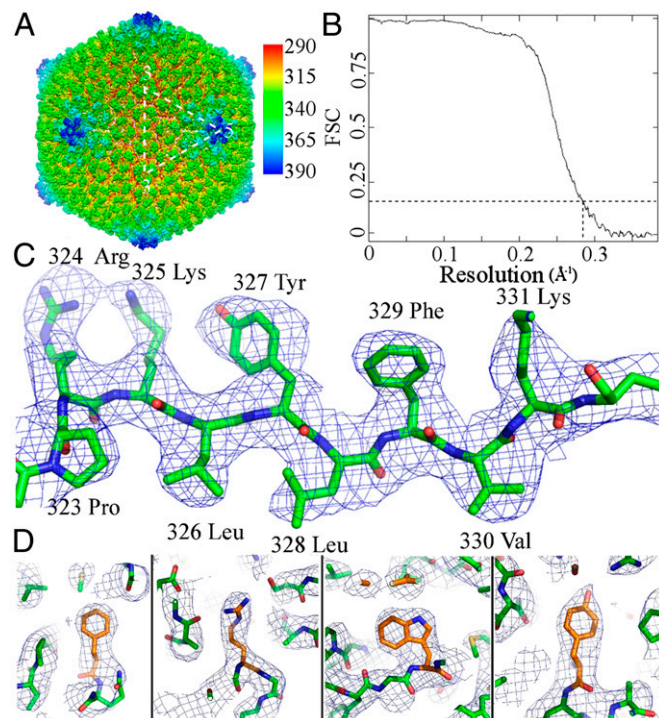 A
290
315
340
365
390
B
0.75
0.5
0.25
0
FSC
0
0.1
0.2
0.3
Resolution (Å-¹)
C
324 Arg
325 Lys
327 Tyr
329 Phe
331 Lys
323 Pro
326 Leu
328 Leu
330 Val
D